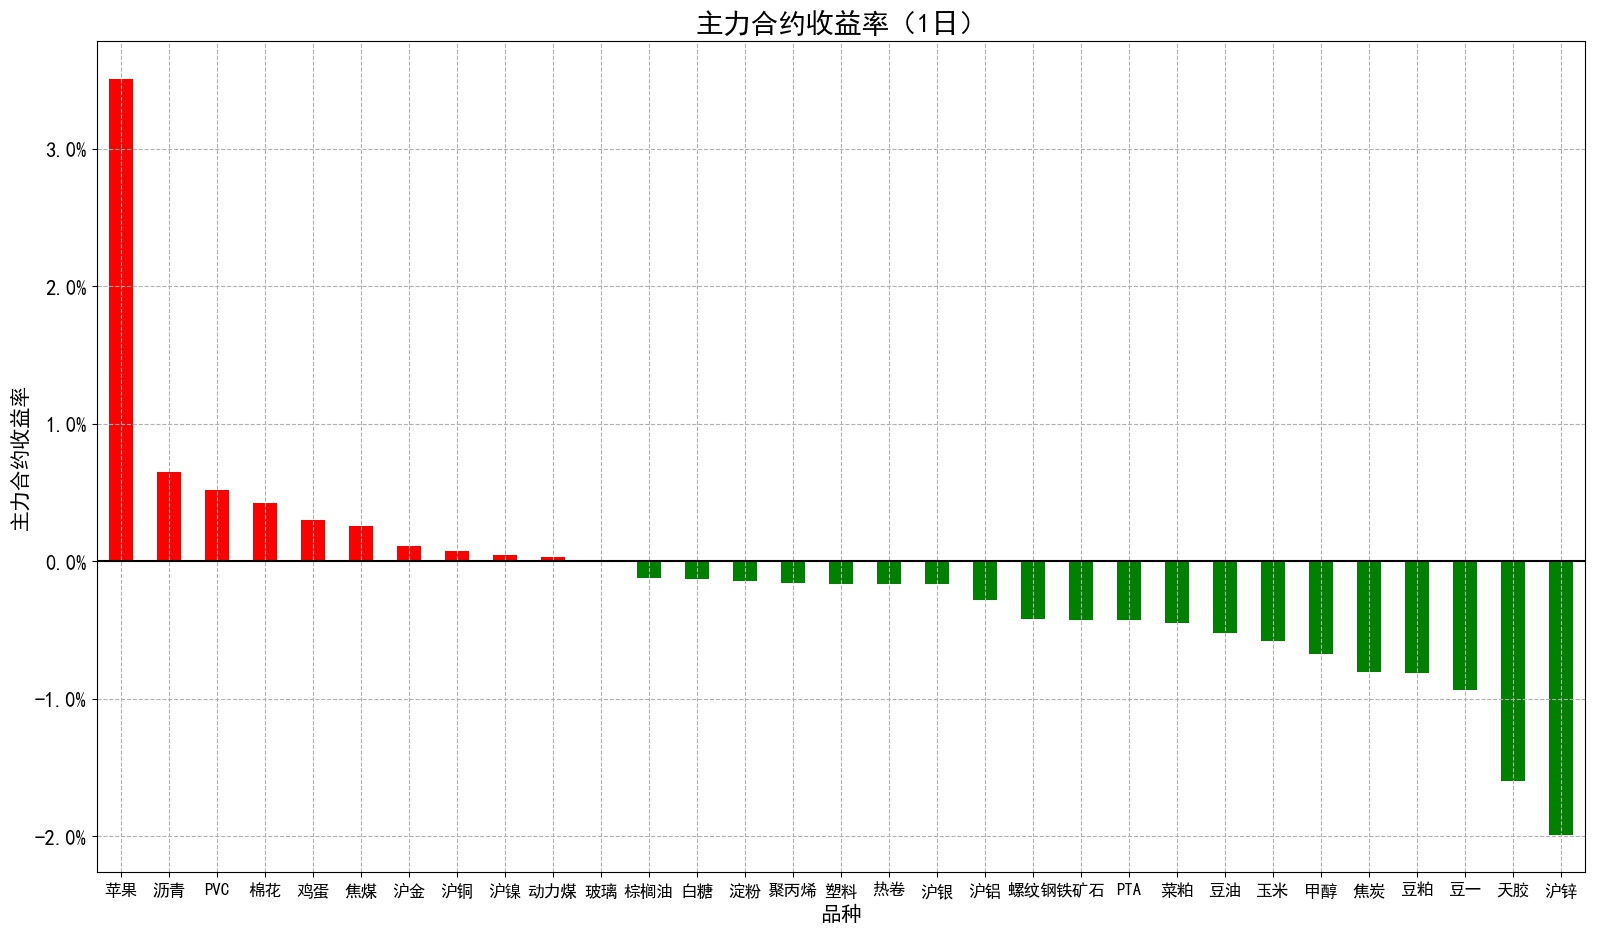 主力合约收益率（1日）
主力合约收益率
3.0%
2.0%
1.0%
0.0%
−1.0%
−2.0%
苹果 沥青 PVC 棉花 鸡蛋 焦煤 沪金 沪铜 沪镍 动力煤 玻璃 棕榈油 白糖 淀粉 聚丙烯 塑料 热卷 沪银 沪铝 螺纹钢 铁矿石 PTA 菜粕 豆油 玉米 甲醇 焦炭 豆粕 豆一 天胶 沪锌
品种